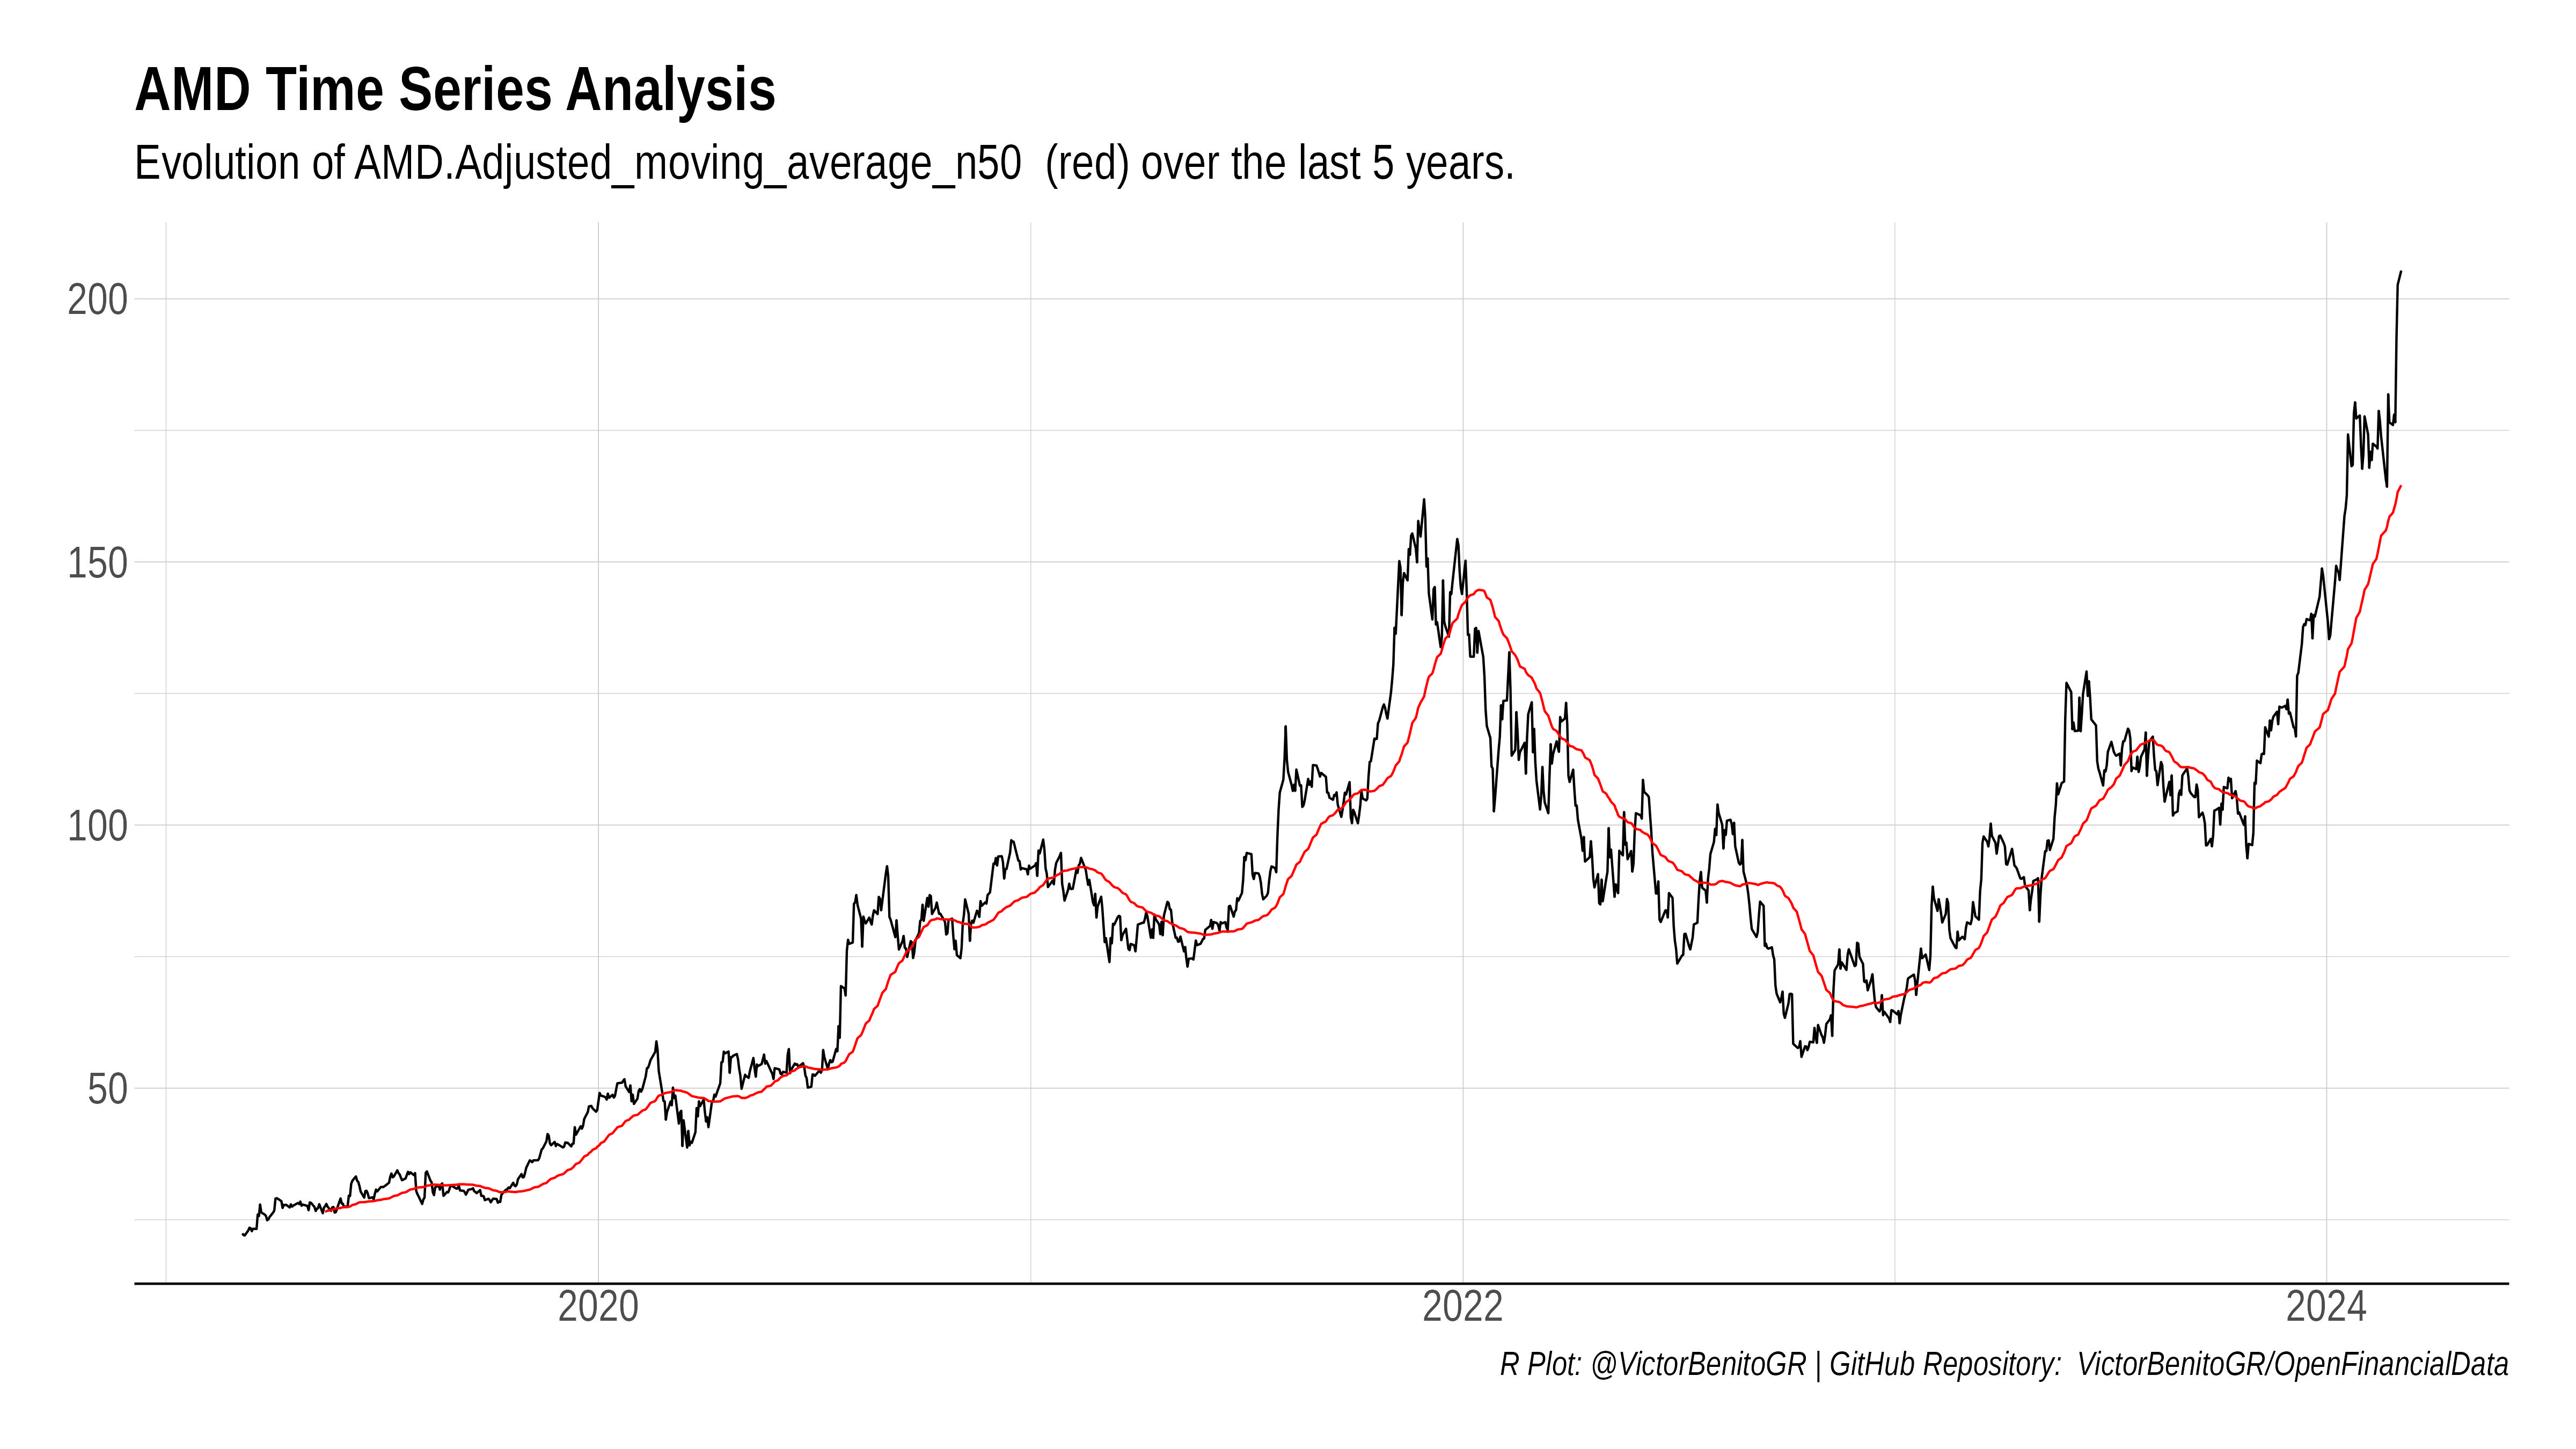 AMD Time Series Analysis
Evolution of AMD.Adjusted_moving_average_n50  (red) over the last 5 years.
200
150
100
50
2020
2022
2024
R Plot: @VictorBenitoGR | GitHub Repository:  VictorBenitoGR/OpenFinancialData